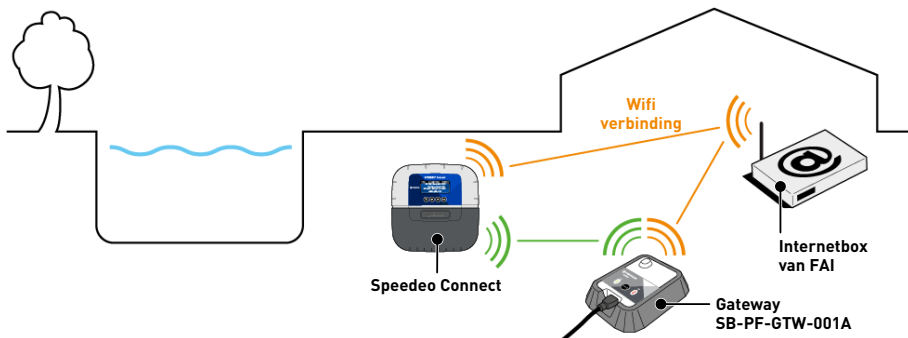 Wifi
verbinding
Speedeo Connect
Internetbox
van FAI
Gateway
SB-PF-GTW-001A
@